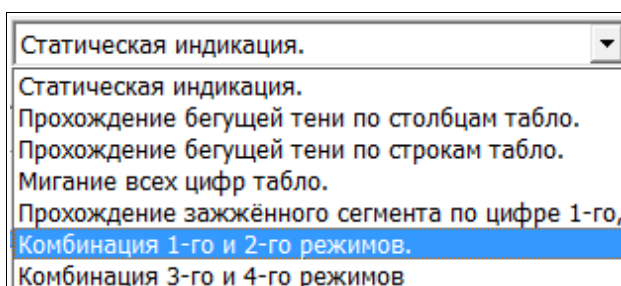 Статическая индикация.
Статическая индикация.
Прохождение бегущей тени по столбцам табло.
Прохождение бегущей тени по строкам табло.
Мигание всех цифр табло.
Прохождение зажжённого сегмента по цифре 1-го,
Комбинация 1-го и 2-го режимов.
Комбинация 3-го и 4-го режимов